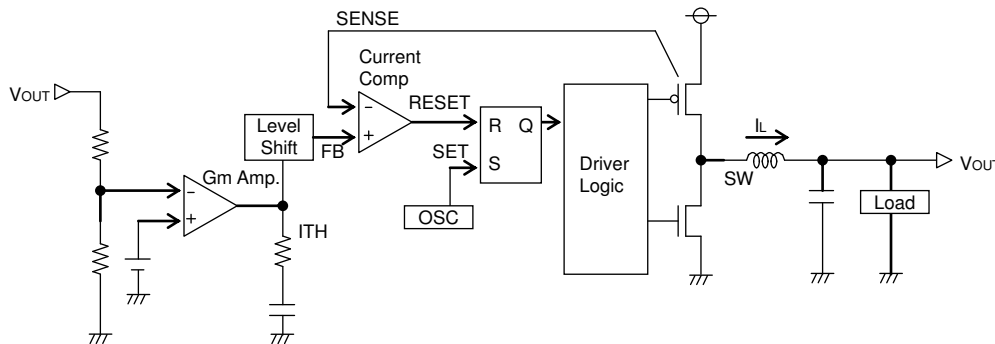 SENSE
Current
Comp
VOUT
RESET
Level
Shift
FB
SET
R Q
S
Driver
Logic
IL
SW
VOUT
Gm Amp.
OSC
Load
ITH
−
+
−
+